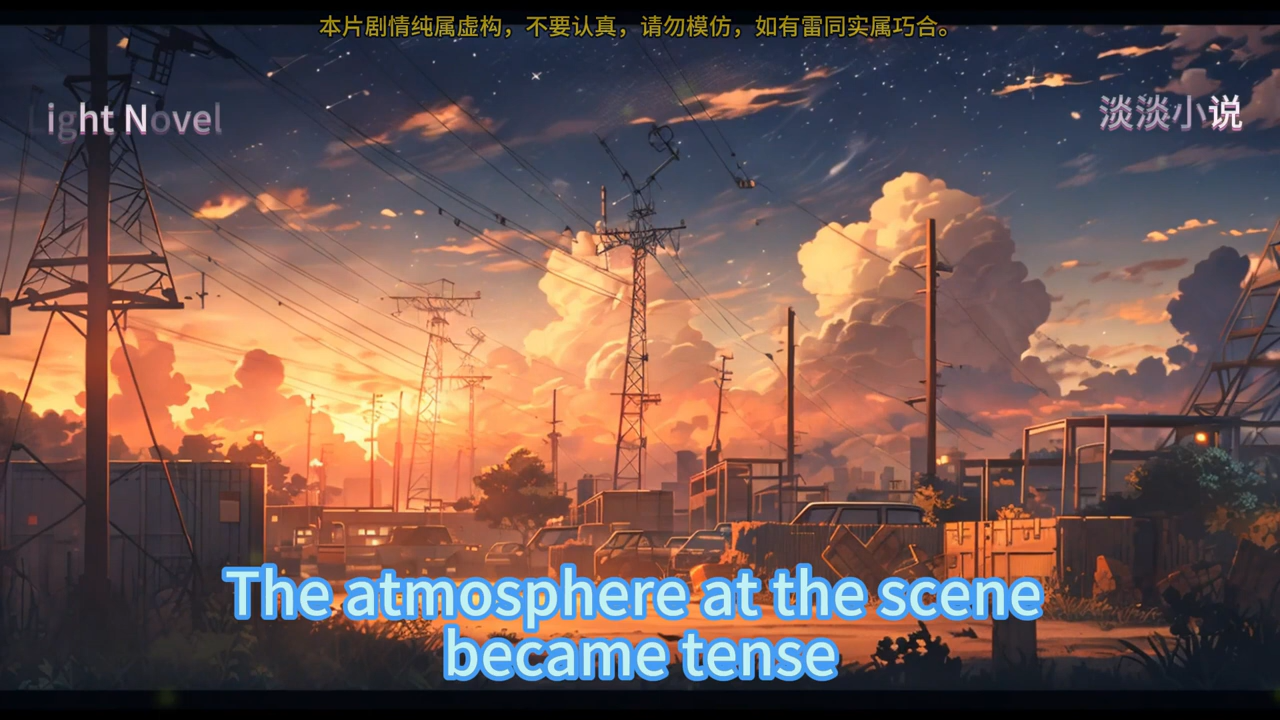 本片剧情纯属虚构，不要认真，请勿模仿，如有雷同实属巧合。
Light Novel
淡淡小说
The atmosphere at the scene
became tense